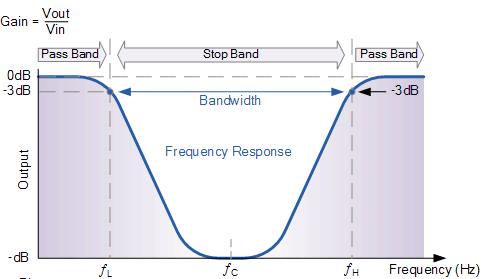 Gain = Vout
Vin
Pass Band
Stop Band
Pass Band
0dB
-3dB
Bandwidth
-3dB
Frequency Response
Output
-dB
fL
fC
fH
Frequency (Hz)